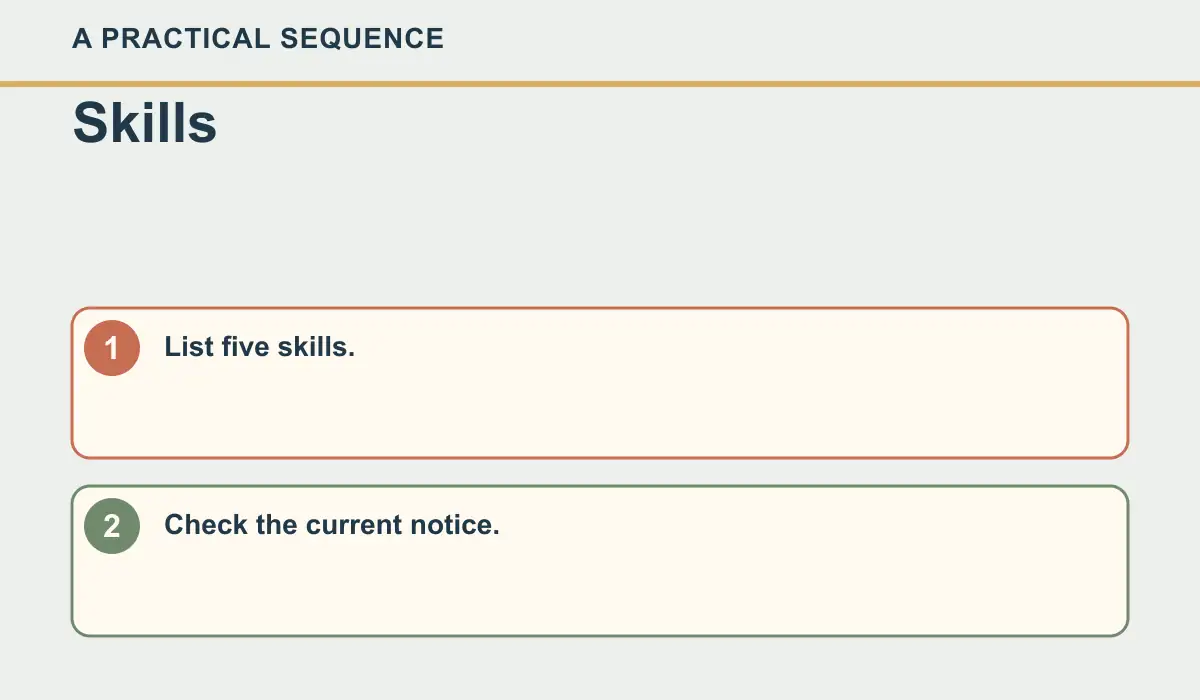 A PRACTICAL SEQUENCE
Skills
1
List five skills.
2
Check the current notice.